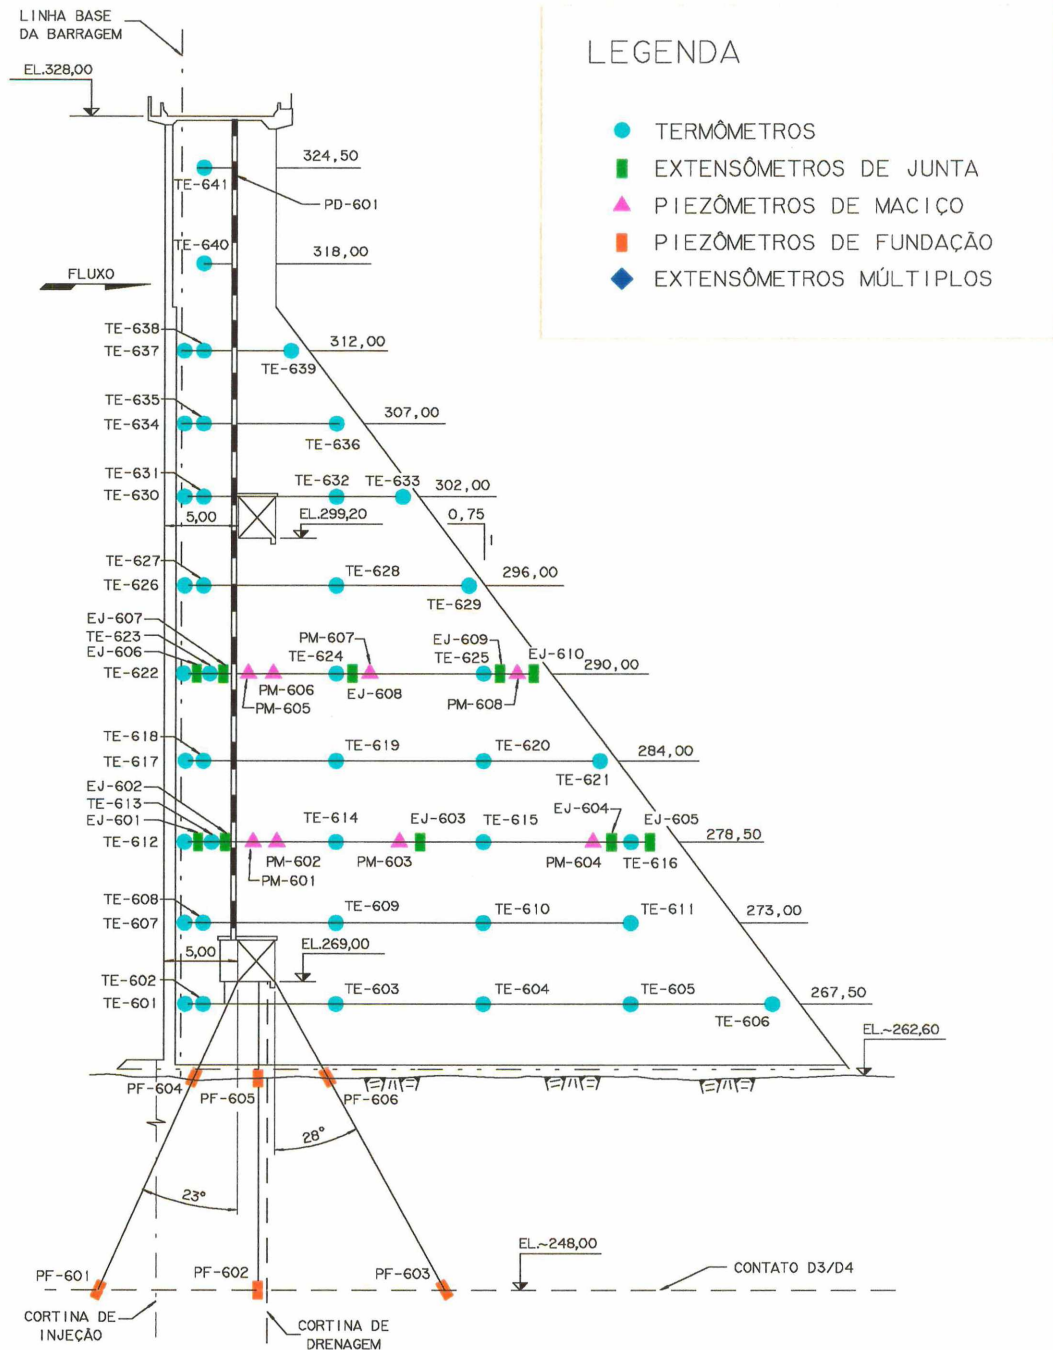 LINHA BASE
DA BARRAGEM
EL.328,00
LEGENDA
TERMÔMETROS
EXTENSÔMETROS DE JUNTA
PIEZÔMETROS DE MACIÇO
PIEZÔMETROS DE FUNDAÇÃO
EXTENSÔMETROS MÚLTIPLOS
324,50
TE-641
PD-601
TE-640
318,00
FLUXO
TE-638
TE-637
312,00
TE-639
TE-635
TE-634
307,00
TE-636
TE-631
TE-630
TE-632
TE-633
302,00
5,00
EL.299,20
0,75
1
TE-627
TE-626
TE-628
296,00
TE-629
EJ-607
TE-623
EJ-606
TE-622
PM-607
TE-624
EJ-609
TE-625
EJ-610
290,00
PM-606
PM-605
EJ-608
PM-608
TE-618
TE-617
TE-619
TE-620
284,00
TE-621
EJ-602
TE-613
EJ-601
TE-612
TE-614
EJ-603
TE-615
EJ-604
EJ-605
278,50
PM-602
PM-601
PM-603
PM-604
TE-616
TE-608
TE-607
TE-609
TE-610
TE-611
273,00
5,00
EL.269,00
TE-602
TE-601
TE-603
TE-604
TE-605
267,50
TE-606
EL.~262,60
PF-604
PF-605
PF-606
28°
23°
EL.~248,00
PF-601
PF-602
PF-603
CONTATO D3/D4
CORTINA DE
INJEÇÃO
CORTINA DE
DRENAGEM